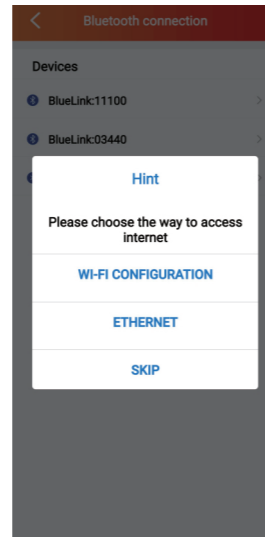 Bluetooth connection
Devices
BlueLink:11100
BlueLink:03440
Hint
Please choose the way to access
internet
WI-FI CONFIGURATION
ETHERNET
SKIP